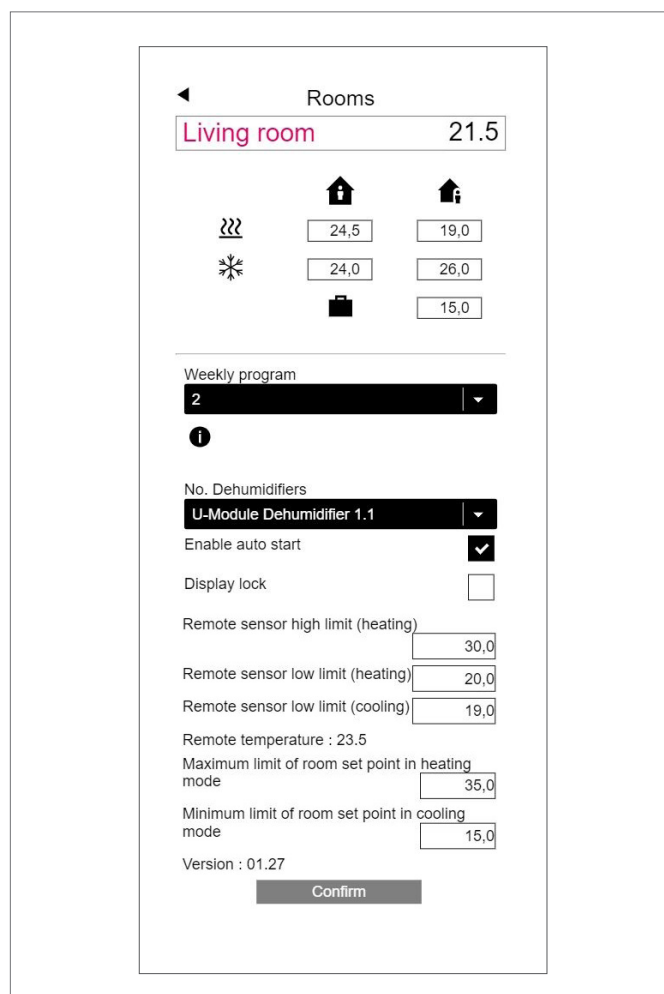 Rooms
Living room 21.5
24,5 19,0
24,0 26,0
15,0
Weekly program
2
No. Dehumidifiers
U-Module Dehumidifier 1.1
Enable auto start
Display lock
Remote sensor high limit (heating)
30,0
Remote sensor low limit (heating) 20,0
Remote sensor low limit (cooling) 19,0
Remote temperature : 23.5
Maximum limit of room set point in heating
mode 35,0
Minimum limit of room set point in cooling
mode 15,0
Version : 01.27
Confirm